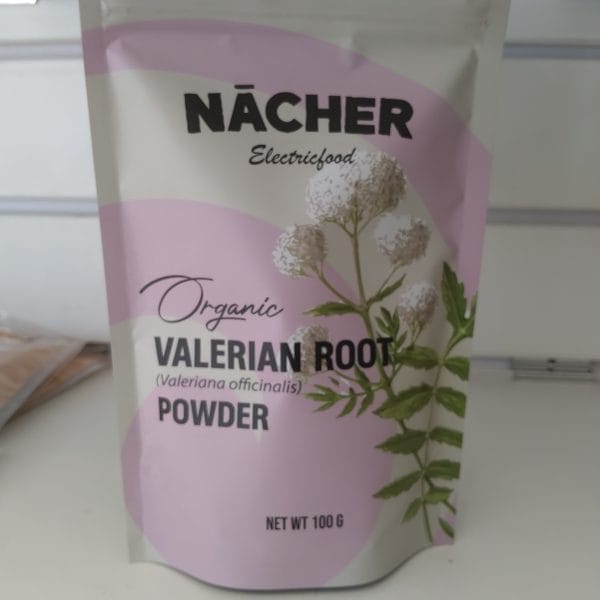 NĀCHER
Electricfood
Organic
VALERIAN ROOT
(Valeriana officinalis)
POWDER
NET WT 100 G